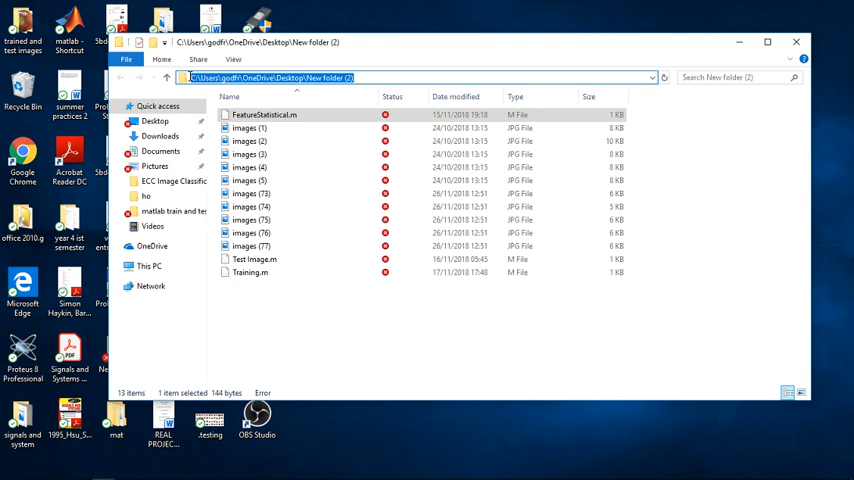 C:\Users\godfr\OneDrive\Desktop\New folder (2)
File Home Share View
C:\Users\godfr\OneDrive\Desktop\New folder (2) Search New folder (2)
Name Status Date modified Type Size
FeatureStatistical.m 15/11/2018 19:18 M File 1 KB
images (1) 24/10/2018 13:15 JPG File 8 KB
images (2) 24/10/2018 13:15 JPG File 10 KB
images (3) 24/10/2018 13:15 JPG File 8 KB
images (4) 24/10/2018 13:15 JPG File 8 KB
images (5) 24/10/2018 13:15 JPG File 8 KB
images (73) 26/11/2018 12:51 JPG File 6 KB
images (74) 26/11/2018 12:51 JPG File 5 KB
images (75) 26/11/2018 12:51 JPG File 6 KB
images (76) 26/11/2018 12:51 JPG File 6 KB
images (77) 26/11/2018 12:51 JPG File 6 KB
Test Image.m 16/11/2018 05:45 M File 1 KB
Training.m 17/11/2018 17:48 M File 1 KB
Quick access
Desktop
Downloads
Documents
Pictures
ECC Image Classific
ho
matlab train and tes
Videos
OneDrive
This PC
Network
13 items 1 item selected 144 bytes Error
trained and test images
matlab - Shortcut
Recycle Bin
summer practices 2
Google Chrome
Acrobat Reader DC
office 2010.g
year 4 ist semester
Microsoft Edge
Simon Haykin, Bar...
Proteus 8 Professional
Signals and Systems ...
signals and system
1995_Hsu_S...
mat
REAL PROJEC...
.testing
OBS Studio